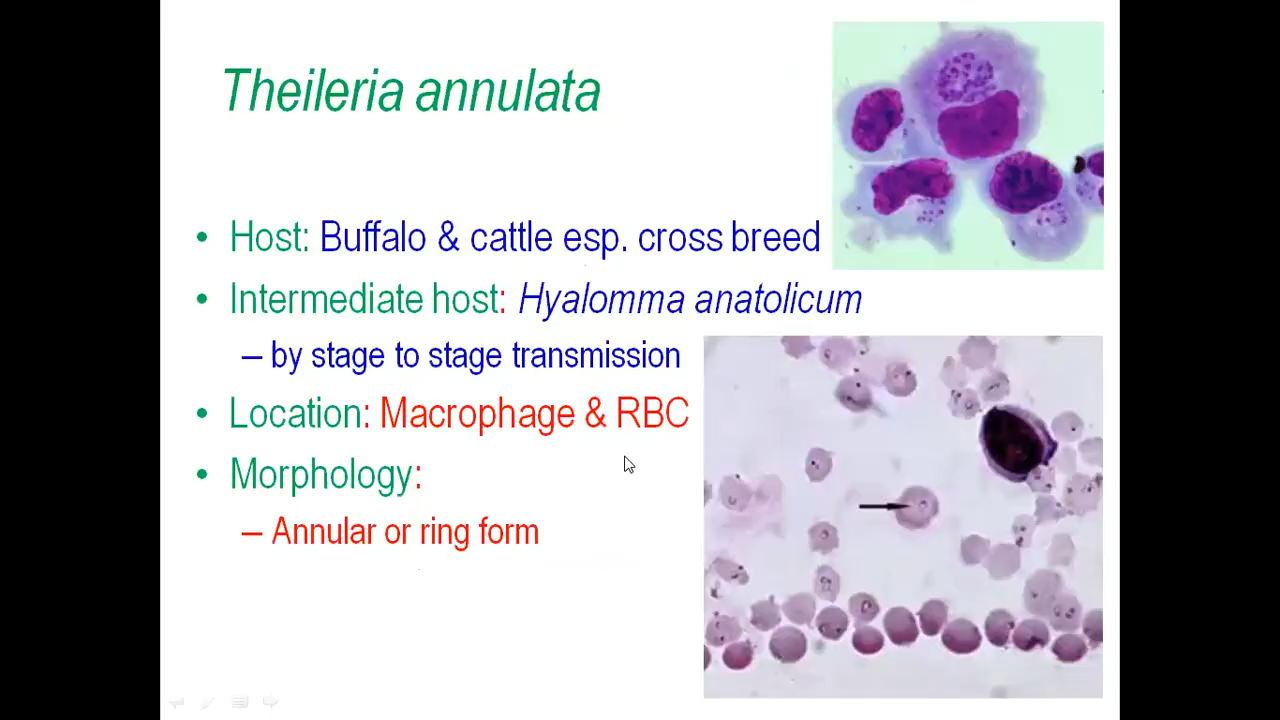 Theileria annulata
• Host: Buffalo & cattle esp. cross breed
• Intermediate host: Hyalomma anatolicum
– by stage to stage transmission
• Location: Macrophage & RBC
• Morphology:
– Annular or ring form